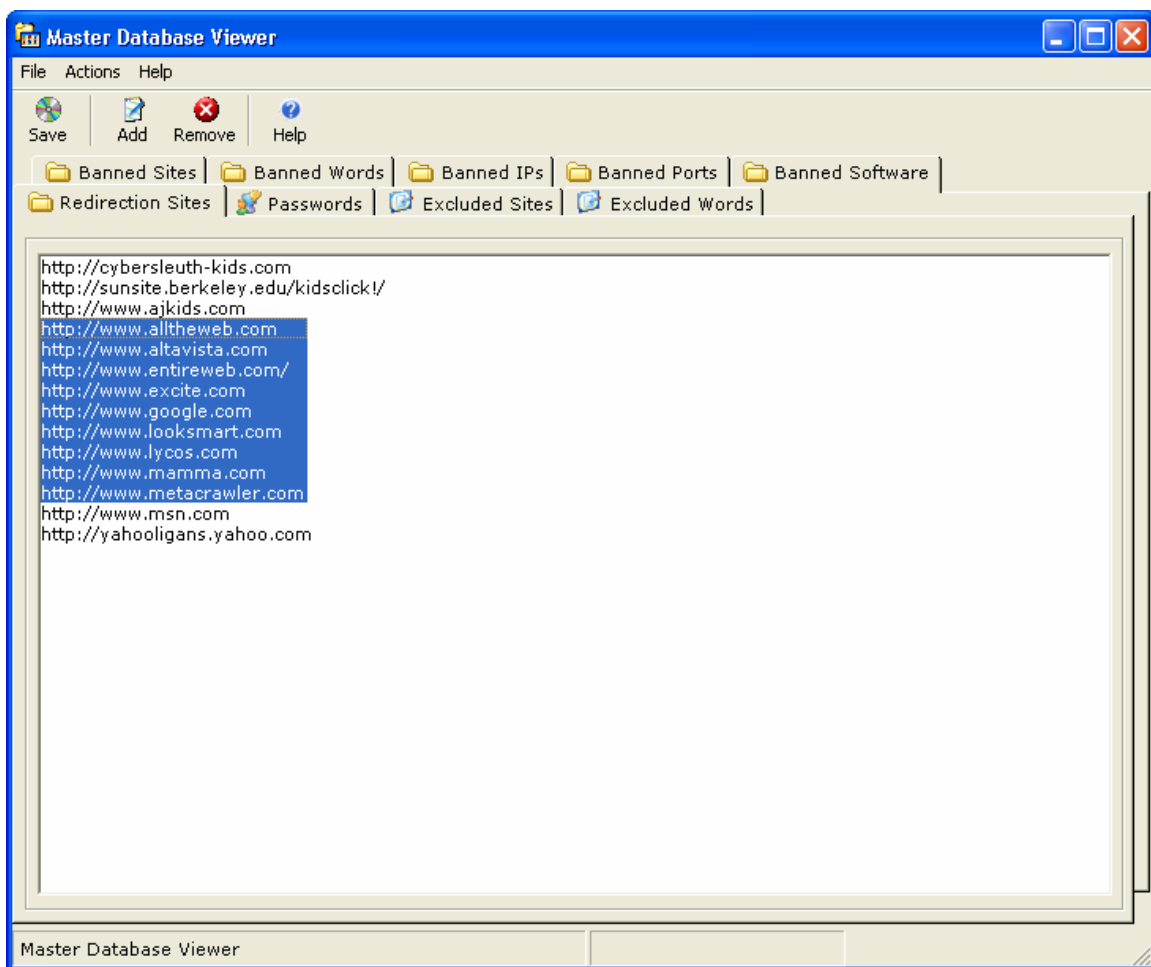 Master Database Viewer
File Actions Help
Save Add Remove Help
Banned Sites Banned Words Banned IPs Banned Ports Banned Software
Redirection Sites Passwords Excluded Sites Excluded Words
http://cybersleuth-kids.com
http://sunsite.berkeley.edu/kidsclick!/
http://www.ajkids.com
http://www.alltheweb.com
http://www.altavista.com
http://www.entireweb.com/
http://www.excite.com
http://www.google.com
http://www.looksmart.com
http://www.lycos.com
http://www.mamma.com
http://www.metacrawler.com
http://www.msn.com
http://yahooligans.yahoo.com
Master Database Viewer